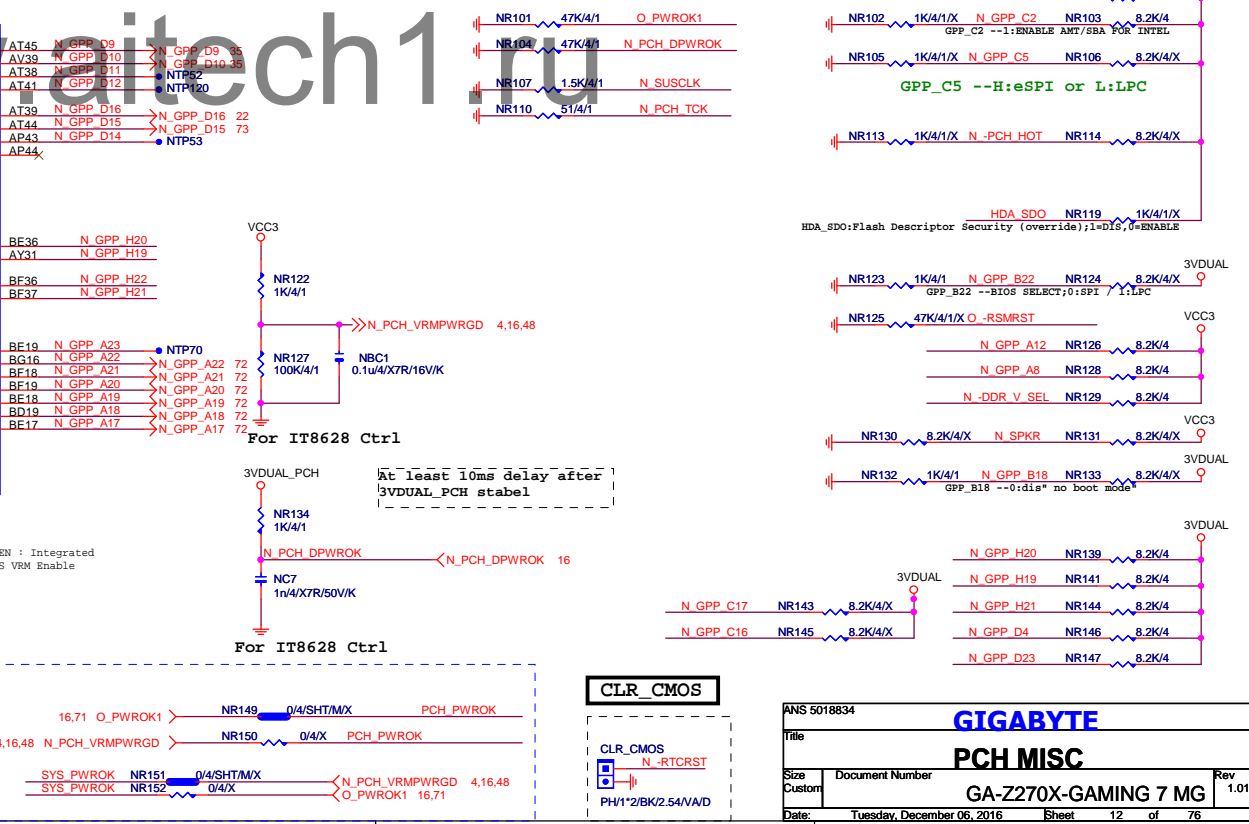 .aitech1.ru
AT45 N_GPP_D9 N_GPP_D9 35
AV39 N_GPP_D10 N_GPP_D10 35
AT38 N_GPP_D11 NTP52
AT41 N_GPP_D12 NTP120
AT39 N_GPP_D16 N_GPP_D16 22
AT44 N_GPP_D15 N_GPP_D15 73
AP43 N_GPP_D14 NTP53
AP44
NR101 47K/4/1 O_PWROK1
NR104 47K/4/1 N_PCH_DPWROK
NR107 1.5K/4/1 N_SUSCLK
NR110 51/4/1 N_PCH_TCK
NR102 1K/4/1/X N_GPP_C2 NR103 8.2K/4
GPP_C2 --1:ENABLE AMT/SBA FOR INTEL
NR105 1K/4/1/X N_GPP_C5 NR106 8.2K/4/X
GPP_C5 --H:eSPI or L:LPC
NR113 1K/4/1/X N_-PCH_HOT NR114 8.2K/4/X
HDA_SDO NR119 1K/4/1/X
HDA_SDO:Flash Descriptor Security (override);1=DIS,0=ENABLE
BE36 N_GPP_H20
AY31 N_GPP_H19
BF36 N_GPP_H22
BF37 N_GPP_H21
VCC3
NR122
1K/4/1
N_PCH_VRMPWRGD 4,16,48
NR127
100K/4/1
NBC1
0.1u/4/X7R/16V/K
For IT8628 Ctrl
BE19 N_GPP_A23 NTP70
BG16 N_GPP_A22 N_GPP_A22 72
BF18 N_GPP_A21 N_GPP_A21 72
BF19 N_GPP_A20 N_GPP_A20 72
BE18 N_GPP_A19 N_GPP_A19 72
BD19 N_GPP_A18 N_GPP_A18 72
BE17 N_GPP_A17 N_GPP_A17 72
3VDUAL
NR123 1K/4/1 N_GPP_B22 NR124 8.2K/4/X
GPP_B22 --BIOS SELECT;0:SPI / 1:LPC
NR125 47K/4/1/X O_-RSMRST
VCC3
N_GPP_A12 NR126 8.2K/4
N_GPP_A8 NR128 8.2K/4
N_-DDR_V_SEL NR129 8.2K/4
VCC3
NR130 8.2K/4/X N_SPKR NR131 8.2K/4/X
3VDUAL
NR132 1K/4/1 N_GPP_B18 NR133 8.2K/4/X
GPP_B18 --0:dis" no boot mode"
3VDUAL_PCH
At least 10ms delay after
3VDUAL_PCH stabel
NR134
1K/4/1
N_PCH_DPWROK N_PCH_DPWROK 16
NC7
1n/4/X7R/50V/K
For IT8628 Ctrl
EN : Integrated
S VRM Enable
3VDUAL
N_GPP_C17 NR143 8.2K/4/X
N_GPP_C16 NR145 8.2K/4/X
3VDUAL
N_GPP_H20 NR139 8.2K/4
N_GPP_H19 NR141 8.2K/4
N_GPP_H21 NR144 8.2K/4
N_GPP_D4 NR146 8.2K/4
N_GPP_D23 NR147 8.2K/4
16,71 O_PWROK1 NR149 0/4/SHT/M/X PCH_PWROK
4,16,48 N_PCH_VRMPWRGD NR150 0/4/X PCH_PWROK
SYS_PWROK NR151 0/4/SHT/M/X N_PCH_VRMPWRGD 4,16,48
SYS_PWROK NR152 0/4/X O_PWROK1 16,71
CLR_CMOS
CLR_CMOS
N_-RTCRST
PH/1*2/BK/2.54/VA/D
ANS 5018834
GIGABYTE
Title
PCH MISC
Size Document Number Rev
Custom GA-Z270X-GAMING 7 MG 1.01
Date: Tuesday, December 06, 2016 Sheet 12 of 76